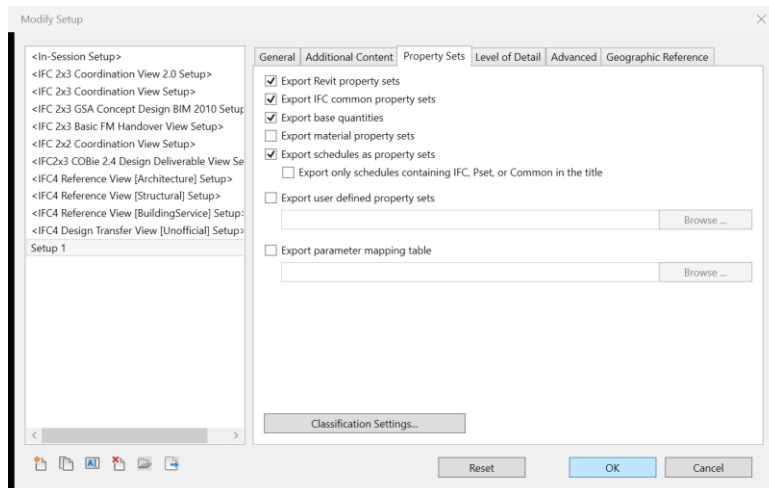 Modify Setup
<In-Session Setup>
<IFC 2x3 Coordination View 2.0 Setup>
<IFC 2x3 Coordination View Setup>
<IFC 2x3 GSA Concept Design BIM 2010 Setup
<IFC 2x3 Basic FM Handover View Setup>
<IFC 2x2 Coordination View Setup>
<IFC2x3 COBie 2.4 Design Deliverable View Se
<IFC4 Reference View [Architecture] Setup>
<IFC4 Reference View [Structural] Setup>
<IFC4 Reference View [BuildingService] Setup>
<IFC4 Design Transfer View [Unofficial] Setup>
Setup 1
General Additional Content Property Sets Level of Detail Advanced Geographic Reference
Export Revit property sets
Export IFC common property sets
Export base quantities
Export material property sets
Export schedules as property sets
Export only schedules containing IFC, Pset, or Common in the title
Export user defined property sets
Browse ...
Export parameter mapping table
Browse ...
Classification Settings...
Reset OK Cancel